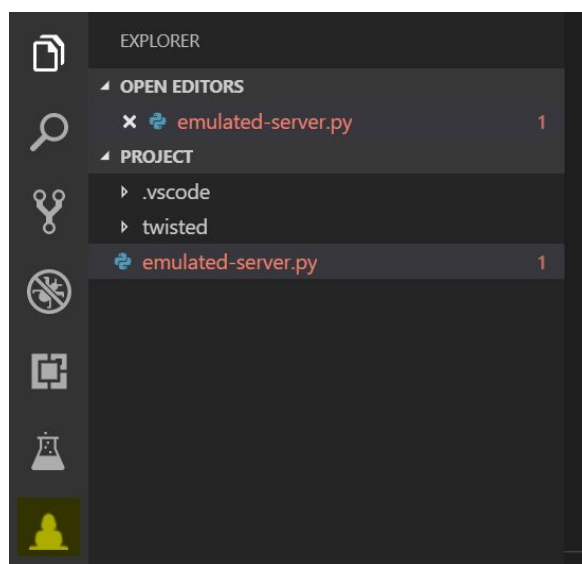 EXPLORER
OPEN EDITORS
emulated-server.py 1
PROJECT
.vscode
twisted
emulated-server.py 1